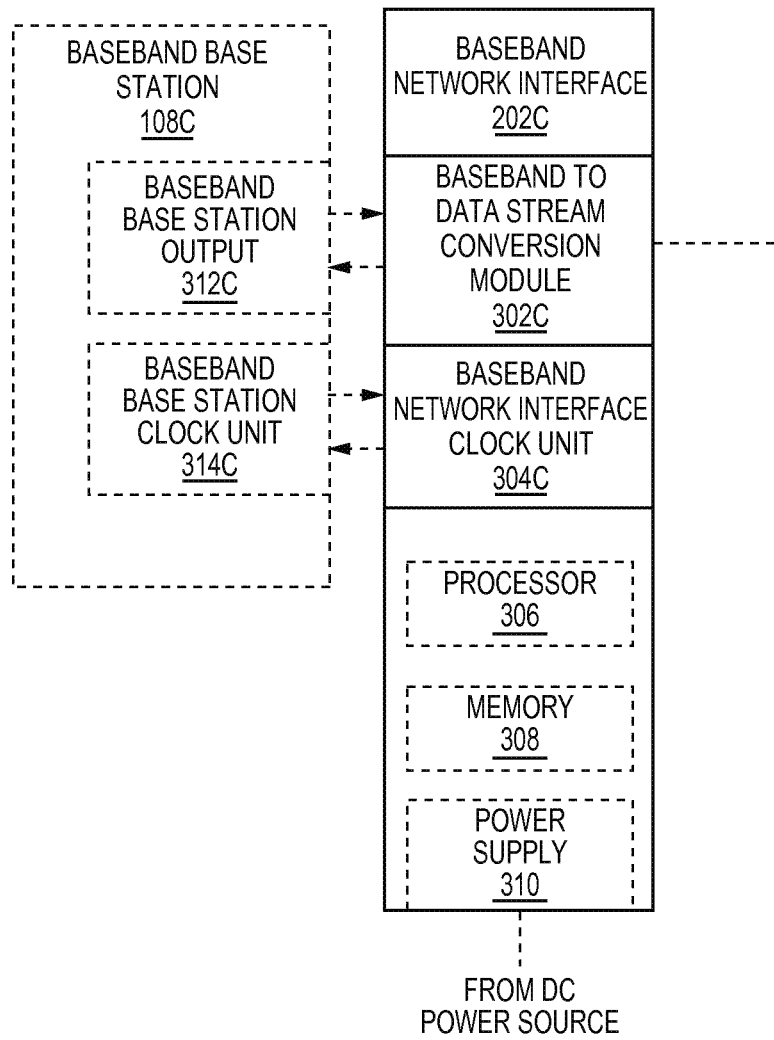 BASEBAND BASE
STATION
108C
BASEBAND
BASE STATION
OUTPUT
312C
BASEBAND
BASE STATION
CLOCK UNIT
314C
BASEBAND
NETWORK INTERFACE
202C
BASEBAND TO
DATA STREAM
CONVERSION
MODULE
302C
BASEBAND
NETWORK INTERFACE
CLOCK UNIT
304C
PROCESSOR
306
MEMORY
308
POWER
SUPPLY
310
FROM DC
POWER SOURCE